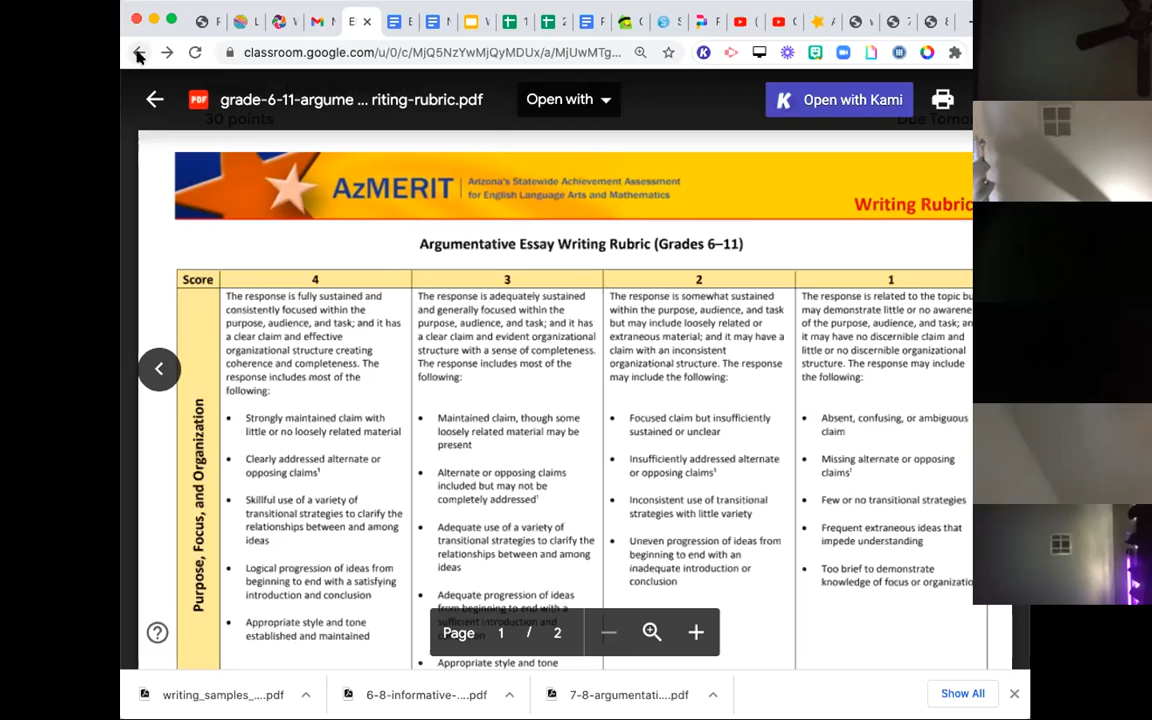 classroom.google.com/u/0/c/MjQ5NzYwMjQyMDUx/a/MjUwMTg...
grade-6-11-argume ... riting-rubric.pdf
Open with
Open with Kami
30 points
Due Tomo
AzMERIT
Arizona's Statewide Achievement Assessment
for English Language Arts and Mathematics
Writing Rubric
Argumentative Essay Writing Rubric (Grades 6–11)
Score
4
3
2
1
Purpose, Focus, and Organization
The response is fully sustained and
consistently focused within the
purpose, audience, and task; and it has
a clear claim and effective
organizational structure creating
coherence and completeness. The
response includes most of the
following:
• Strongly maintained claim with
little or no loosely related material
• Clearly addressed alternate or
opposing claims¹
• Skillful use of a variety of
transitional strategies to clarify the
relationships between and among
ideas
• Logical progression of ideas from
beginning to end with a satisfying
introduction and conclusion
• Appropriate style and tone
established and maintained
The response is adequately sustained
and generally focused within the
purpose, audience, and task; and it has
a clear claim and evident organizational
structure with a sense of completeness.
The response includes most of the
following:
• Maintained claim, though some
loosely related material may be
present
• Alternate or opposing claims
included but may not be
completely addressed¹
• Adequate use of a variety of
transitional strategies to clarify the
relationships between and among
ideas
• Adequate progression of ideas
from beginning to end with a
sufficient introduction and
• Appropriate style and tone
The response is somewhat sustained
within the purpose, audience, and task
but may include loosely related or
extraneous material; and it may have a
claim with an inconsistent
organizational structure. The response
may include the following:
• Focused claim but insufficiently
sustained or unclear
• Insufficiently addressed alternate
or opposing claims¹
• Inconsistent use of transitional
strategies with little variety
• Uneven progression of ideas from
beginning to end with an
inadequate introduction or
conclusion
The response is related to the topic bu
may demonstrate little or no awarene
of the purpose, audience, and task; an
it may have no discernible claim and
little or no discernible organizational
structure. The response may include
the following:
• Absent, confusing, or ambiguous
claim
• Missing alternate or opposing
claims¹
• Few or no transitional strategies
• Frequent extraneous ideas that
impede understanding
• Too brief to demonstrate
knowledge of focus or organizatio
Page 1 / 2
writing_samples_....pdf
6-8-informative-....pdf
7-8-argumentati....pdf
Show All